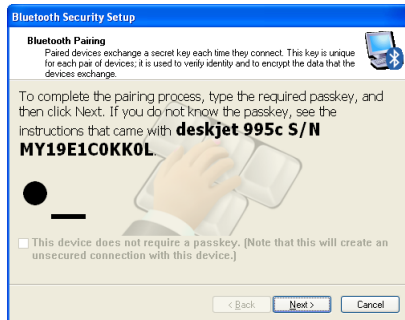 Bluetooth Security Setup
Bluetooth Pairing
Paired devices exchange a secret key each time they connect. This key is unique
for each pair of devices; it is used to verify identity and to encrypt the data that the
devices exchange.
To complete the pairing process, type the required passkey, and
then click Next. If you do not know the passkey, see the
instructions that came with deskjet 995c S/N
MY19E1C0KK0L.
This device does not require a passkey. (Note that this will create an
unsecured connection with this device.)
< Back Next > Cancel